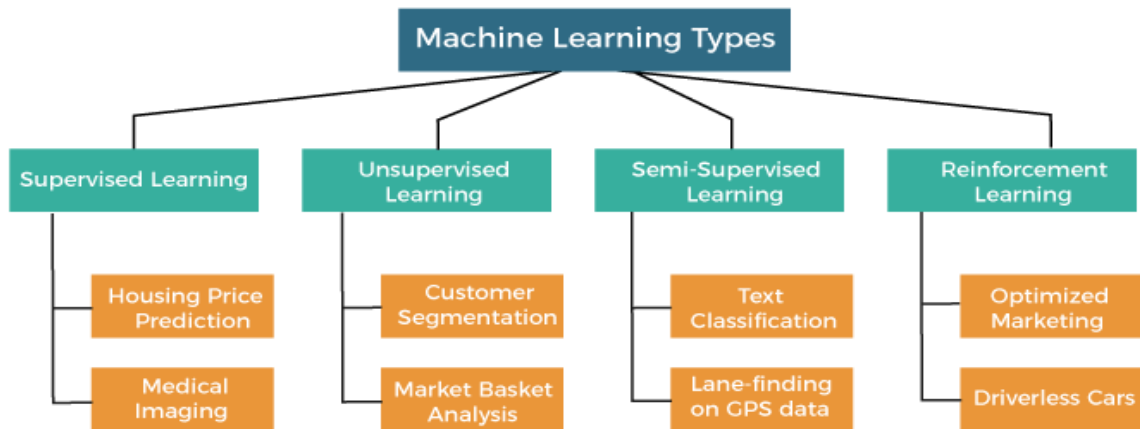 Machine Learning Types
Supervised Learning
Unsupervised
Learning
Semi-Supervised
Learning
Reinforcement
Learning
Housing Price
Prediction
Customer
Segmentation
Text
Classification
Optimized
Marketing
Medical
Imaging
Market Basket
Analysis
Lane-finding
on GPS data
Driverless Cars